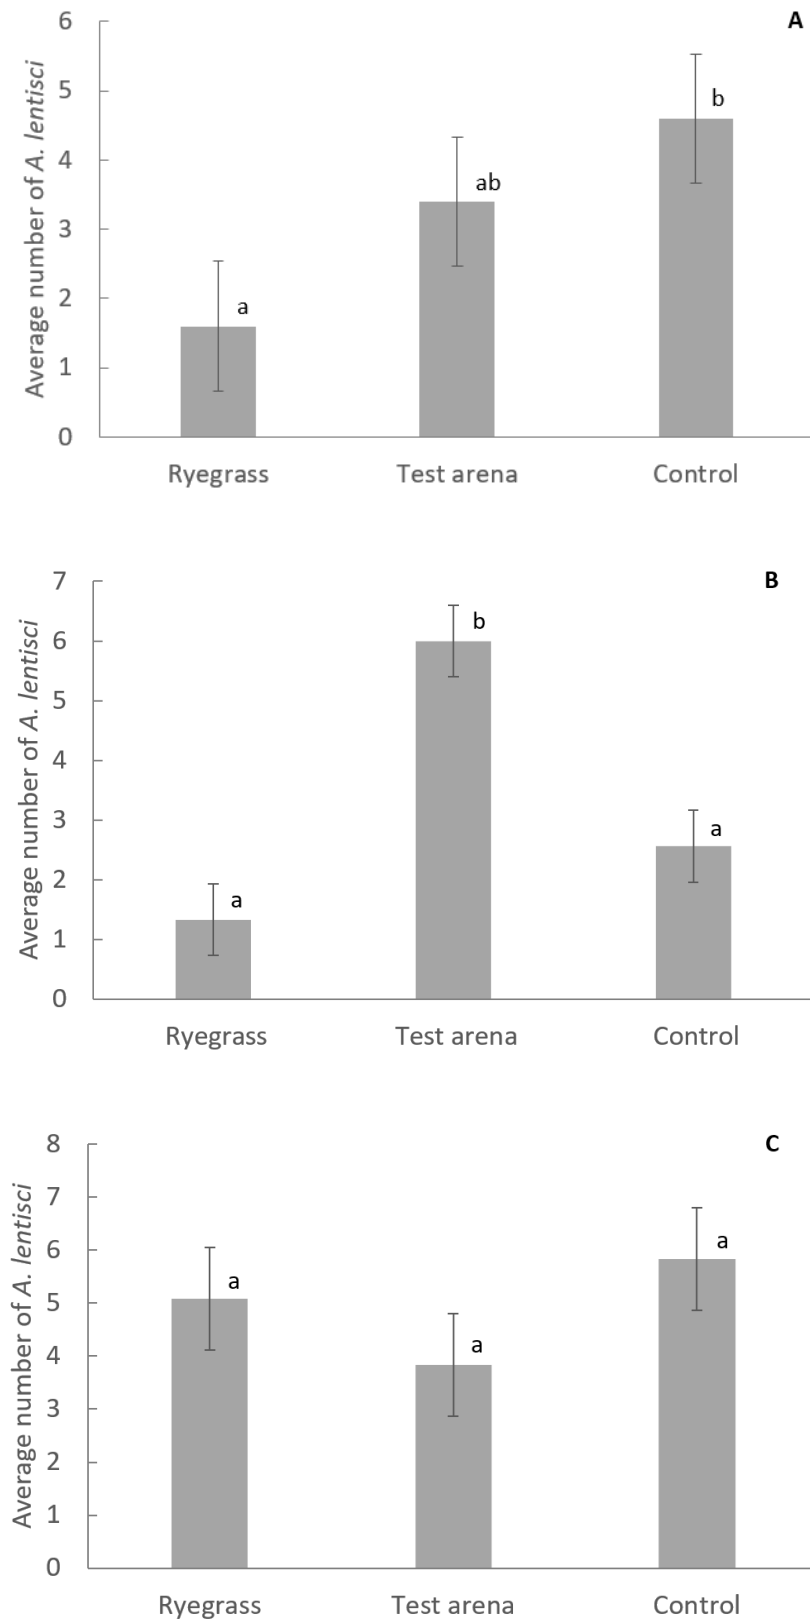 A
Average number of A. lentisci
6
5
4
3
2
1
0
a
ab
b
Ryegrass Test arena Control
B
Average number of A. lentisci
7
6
5
4
3
2
1
0
a
b
a
Ryegrass Test arena Control
C
Average number of A. lentisci
8
7
6
5
4
3
2
1
0
a
a
a
Ryegrass Test arena Control